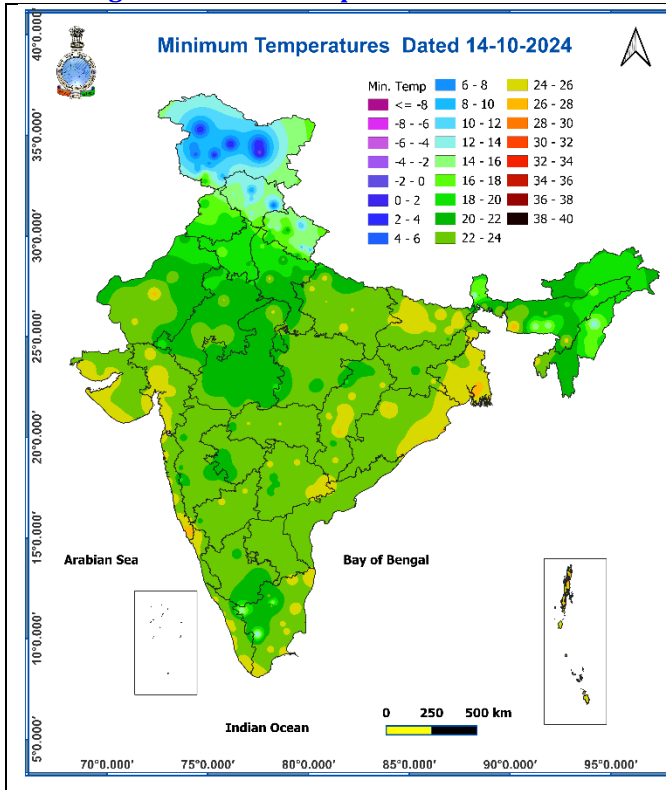 Minimum Temperatures Dated 14-10-2024
Min. Temp
<= -8
-8 - -6
-6 - -4
-4 - -2
-2 - 0
0 - 2
2 - 4
4 - 6
6 - 8
8 - 10
10 - 12
12 - 14
14 - 16
16 - 18
18 - 20
20 - 22
22 - 24
24 - 26
26 - 28
28 - 30
30 - 32
32 - 34
34 - 36
36 - 38
38 - 40
40°0.000'
35°0.000'
30°0.000'
25°0.000'
20°0.000'
15°0.000'
10°0.000'
5°0.000'
Arabian Sea
Bay of Bengal
Indian Ocean
0 250 500 km
70°0.000' 75°0.000' 80°0.000' 85°0.000' 90°0.000' 95°0.000'